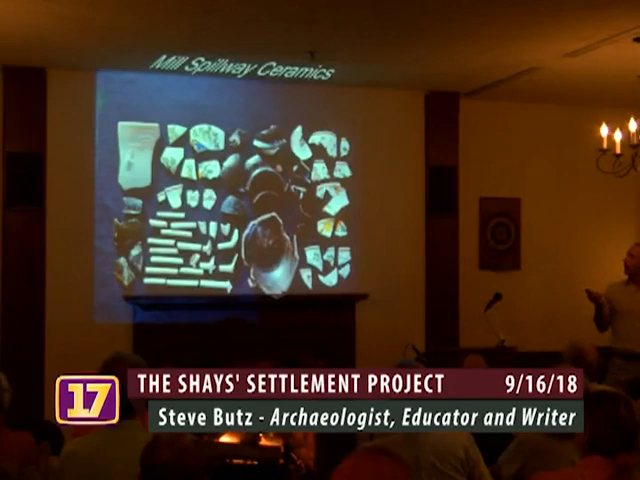 Mill Spillway Ceramics
17
THE SHAYS' SETTLEMENT PROJECT 9/16/18
Steve Butz - Archaeologist, Educator and Writer